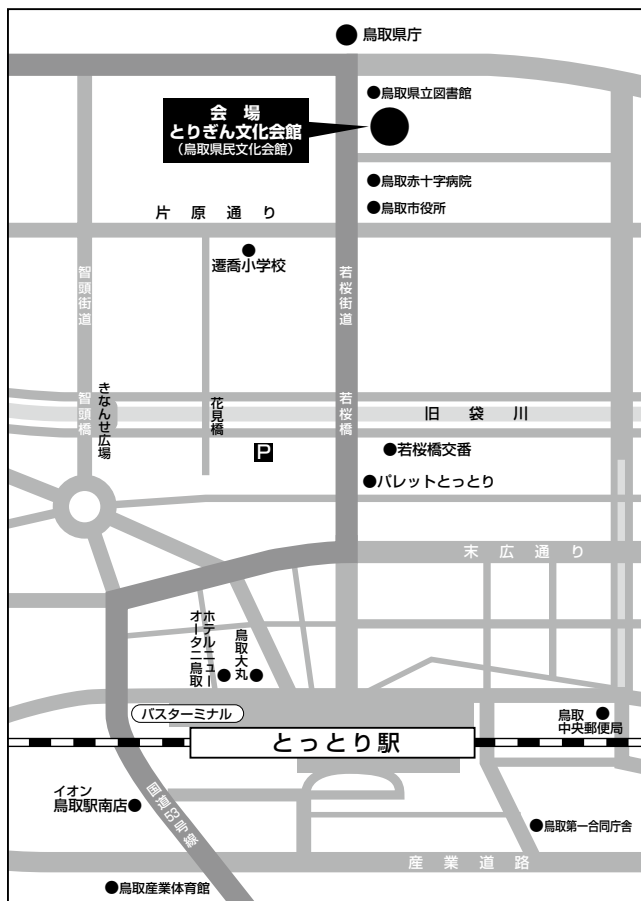 鳥取県庁
鳥取県立図書館
会　場
とりぎん文化会館
（鳥取県民文化会館）
鳥取赤十字病院
鳥取市役所
片原通り
遷喬小学校
智頭街道
若桜街道
きなんせ広場
智頭橋
花見橋
若桜橋
旧袋川
P
若桜橋交番
パレットとっとり
末広通り
ホテルニュー
オータニ鳥取
鳥取大丸
バスターミナル
鳥取
中央郵便局
とっとり駅
イオン
鳥取駅南店
国道53号線
鳥取第一合同庁舎
産業道路
鳥取産業体育館